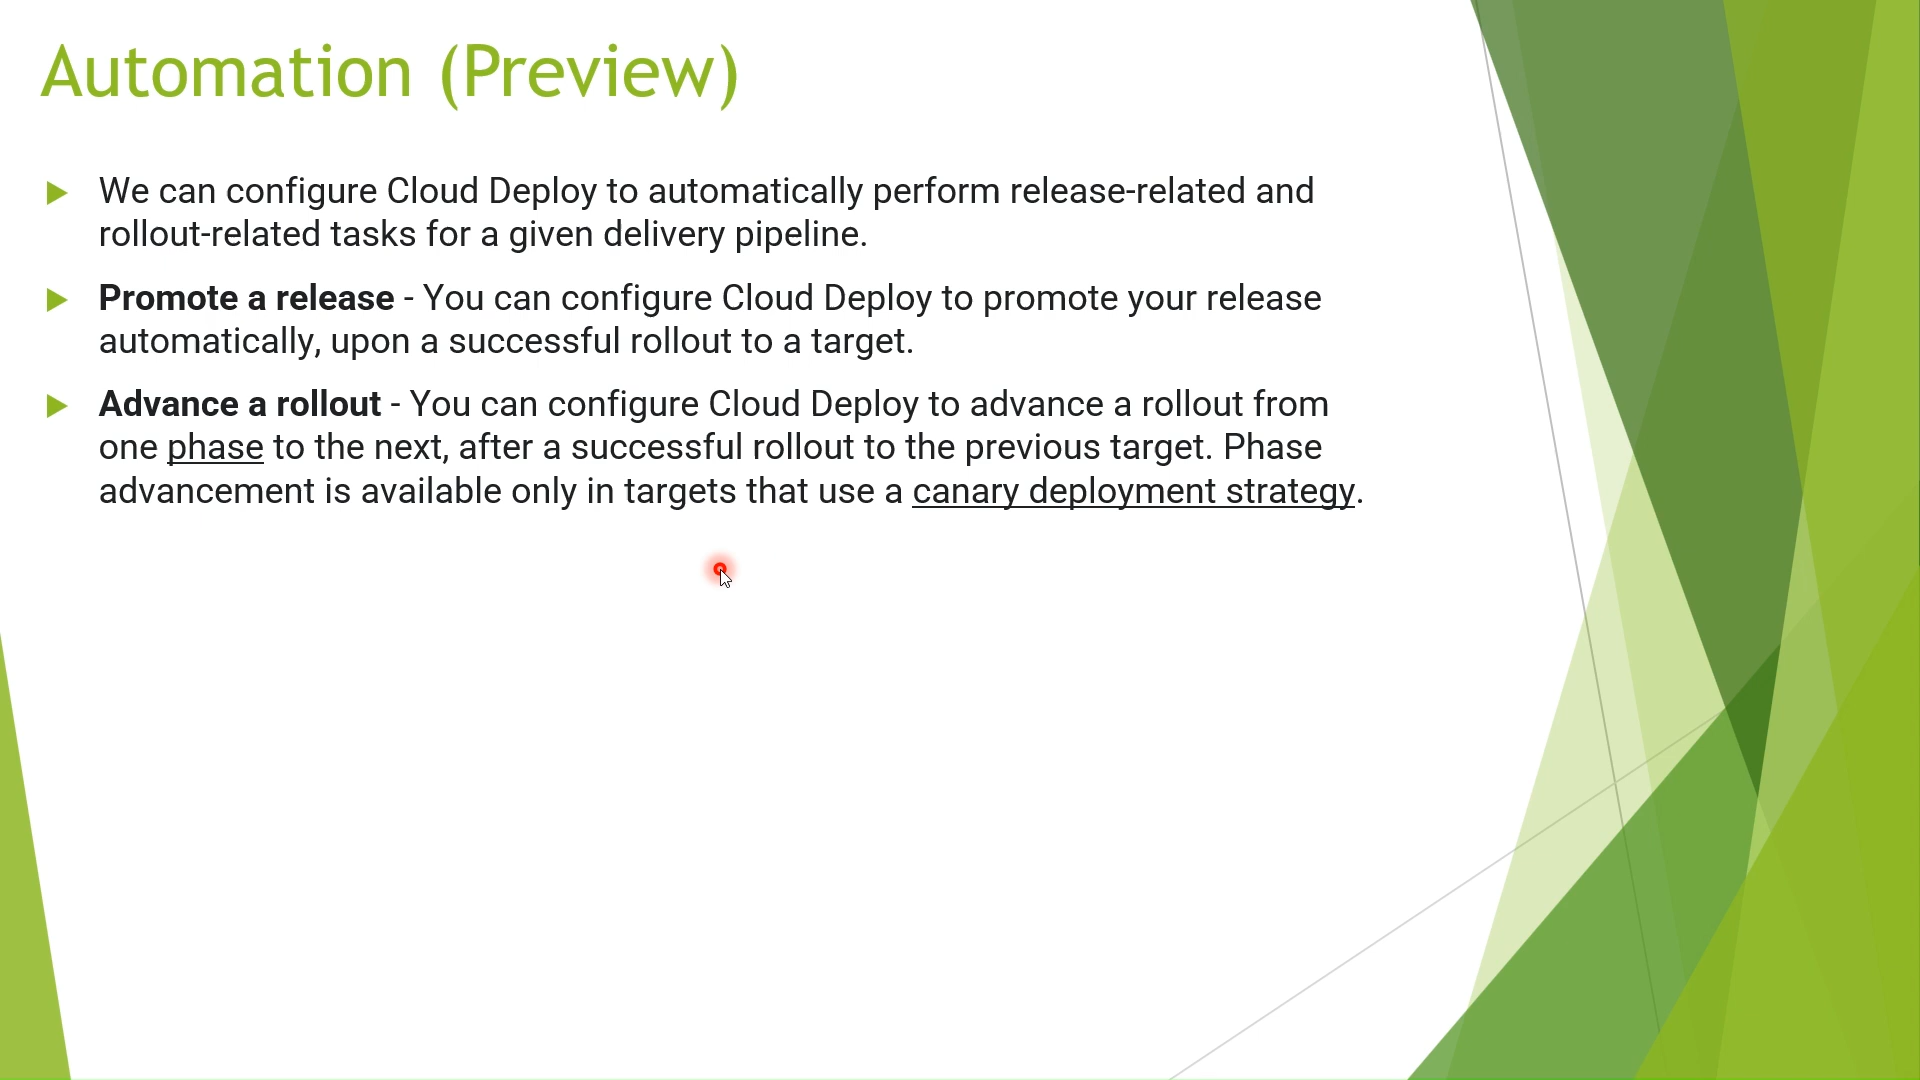 Automation (Preview)
We can configure Cloud Deploy to automatically perform release-related and
rollout-related tasks for a given delivery pipeline.
Promote a release - You can configure Cloud Deploy to promote your release
automatically, upon a successful rollout to a target.
Advance a rollout - You can configure Cloud Deploy to advance a rollout from
one phase to the next, after a successful rollout to the previous target. Phase
advancement is available only in targets that use a canary deployment strategy.